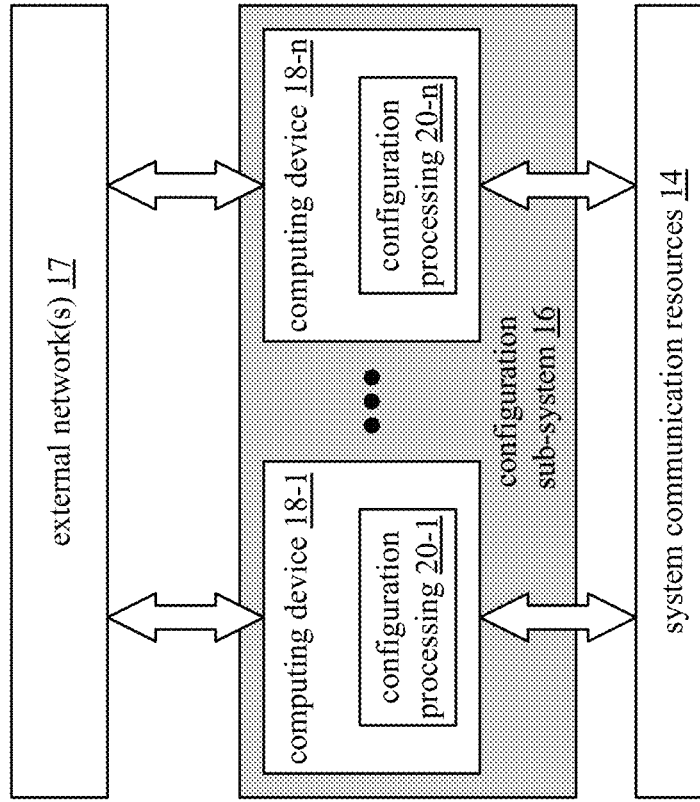 external network(s) 17
computing device 18-1
configuration
processing 20-1
computing device 18-n
configuration
processing 20-n
configuration
sub-system 16
system communication resources 14